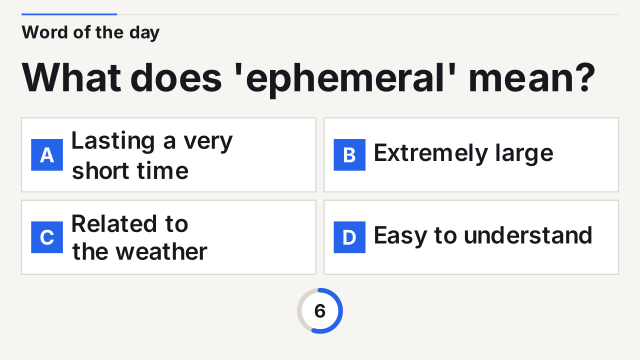 Word of the day
What does 'ephemeral' mean?
A Lasting a very
short time
B Extremely large
C Related to
the weather
D Easy to understand
6